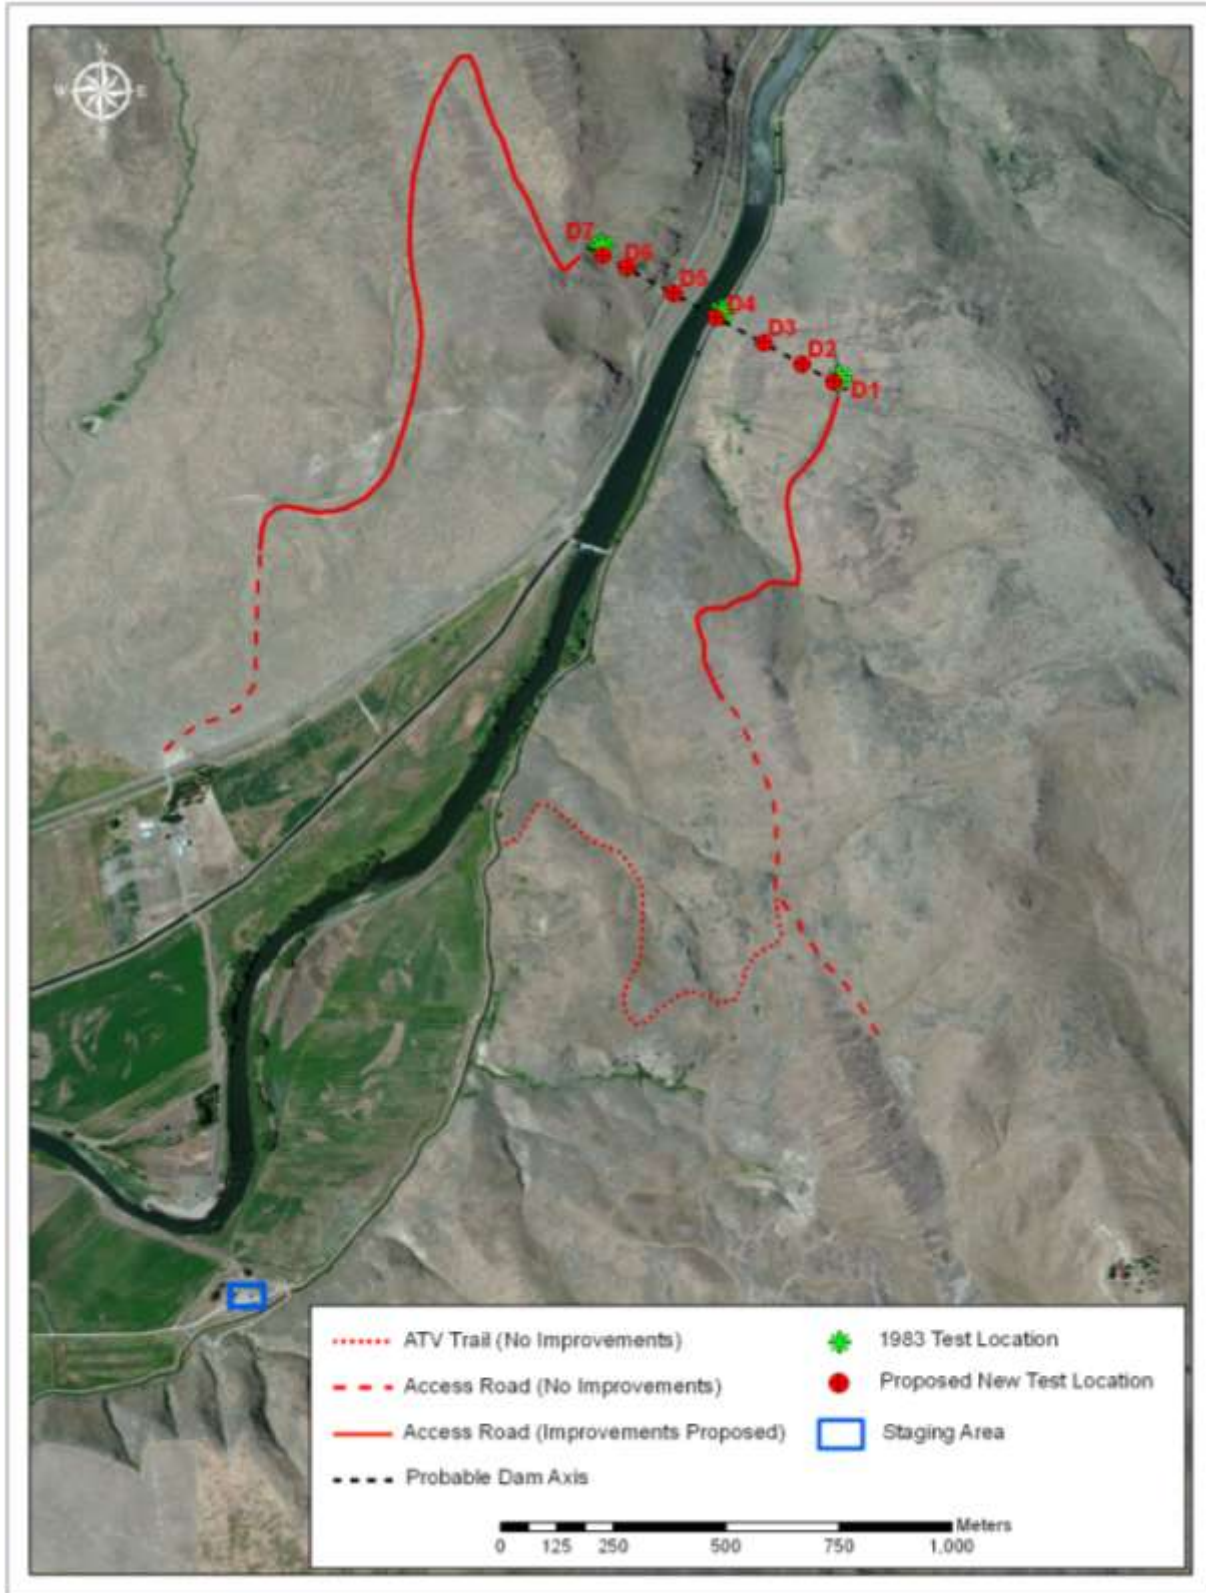 N
W E
D7
D6
D5
D4
D3
D2
D1
ATV Trail (No Improvements)
1983 Test Location
Access Road (No Improvements)
Proposed New Test Location
Access Road (Improvements Proposed)
Staging Area
Probable Dam Axis
Meters
0 125 250 500 750 1,000